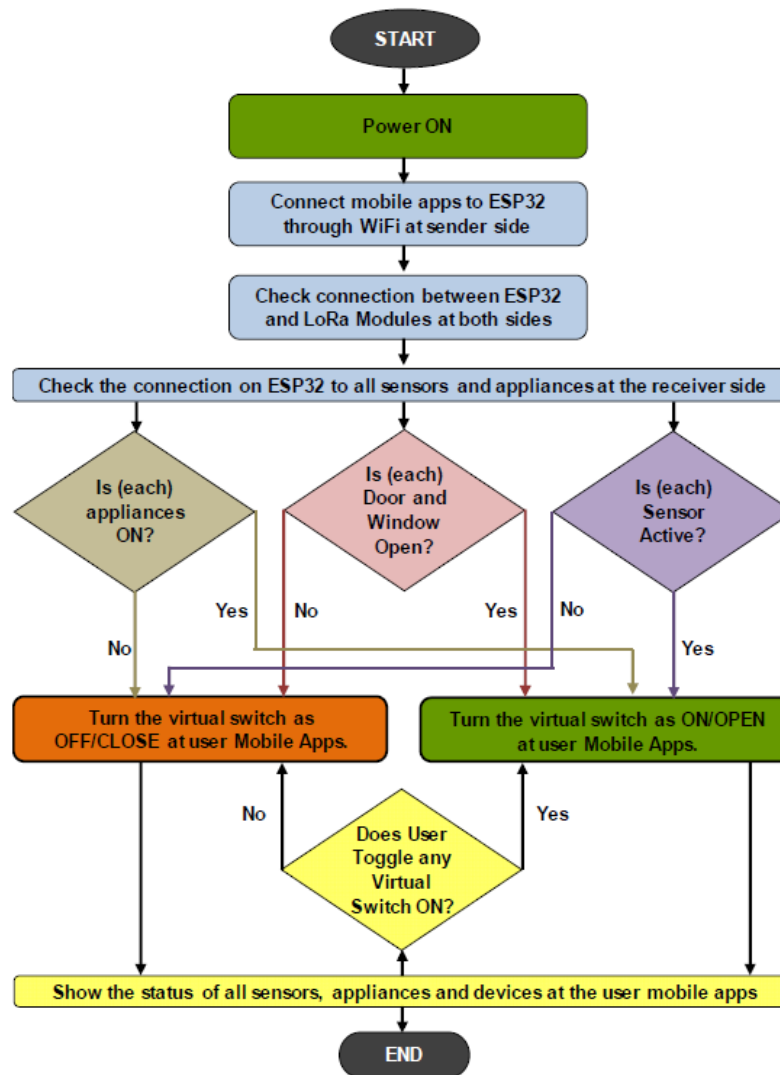 START
Power ON
Connect mobile apps to ESP32
through WiFi at sender side
Check connection between ESP32
and LoRa Modules at both sides
Check the connection on ESP32 to all sensors and appliances at the receiver side
Is (each)
appliances
ON?
Is (each)
Door and
Window
Open?
Is (each)
Sensor
Active?
No
Yes
No
Yes
No
Yes
Turn the virtual switch as
OFF/CLOSE at user Mobile Apps.
Turn the virtual switch as ON/OPEN
at user Mobile Apps.
No
Yes
Does User
Toggle any
Virtual
Switch ON?
Show the status of all sensors, appliances and devices at the user mobile apps
END